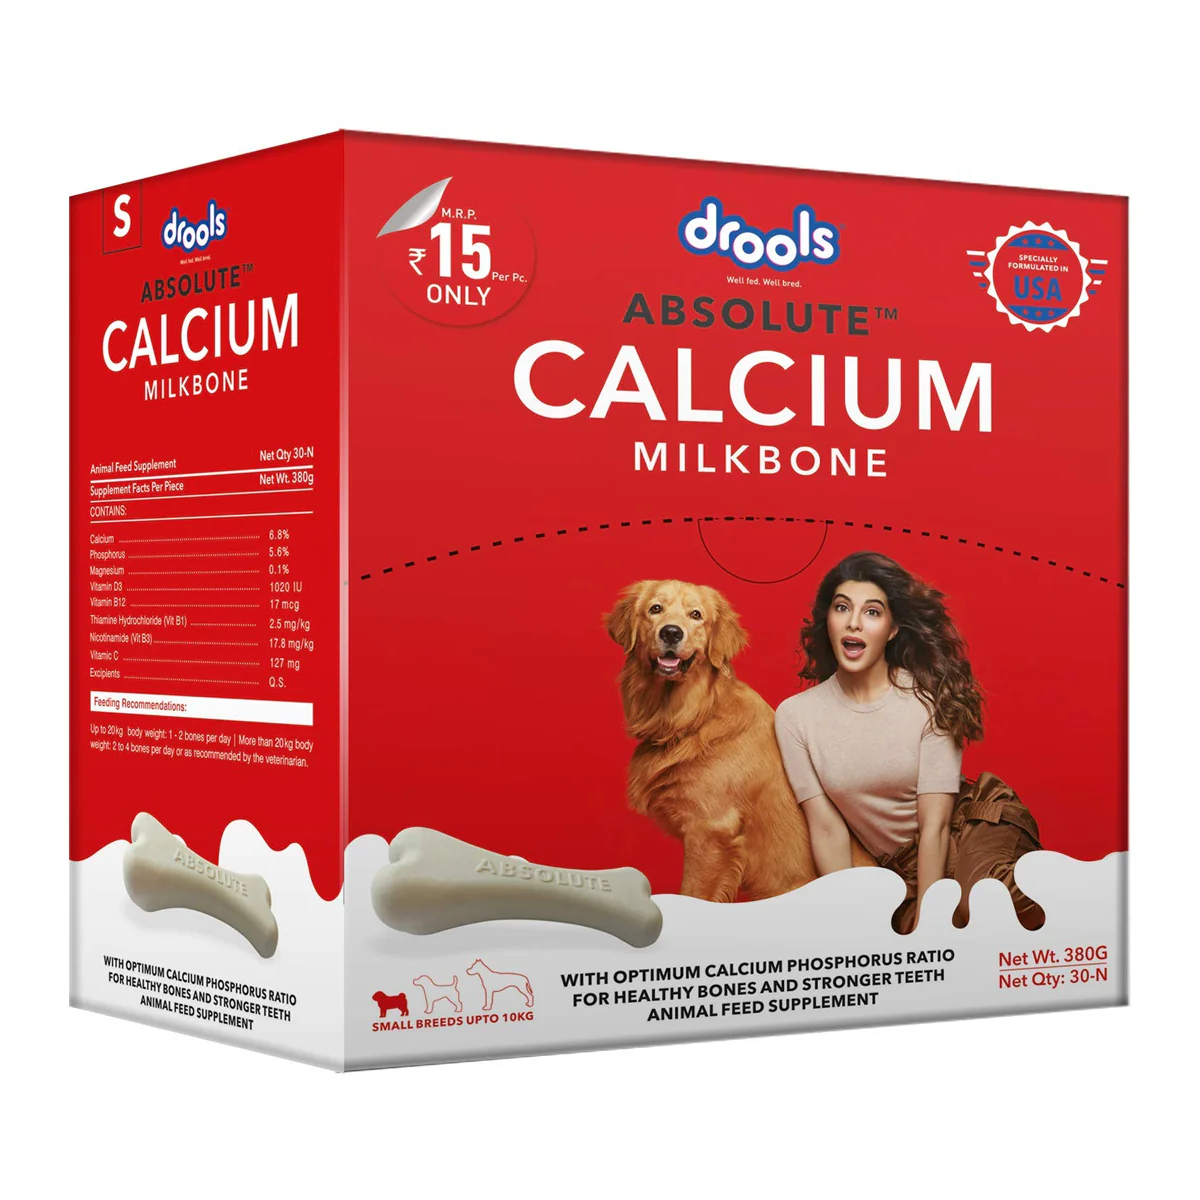 S
drools
Well fed. Well bred.
ABSOLUTE™
CALCIUM
MILKBONE
Animal Feed Supplement Net Qty 30-N
Supplement Facts Per Piece Net Wt. 380g
CONTAINS:
Calcium 6.8%
Phosphorus 5.6%
Magnesium 0.1%
Vitamin D3 1020 IU
Vitamin B12 17 mcg
Thiamine Hydrochloride (Vit B1) 2.5 mg/kg
Nicotinamide (Vit B3) 17.8 mg/kg
Vitamic C 127 mg
Excipients Q.S.
Feeding Recommendations:
Up to 20kg body weight: 1 - 2 bones per day | More than 20kg body
weight: 2 to 4 bones per day or as recommended by the veterinarian.
ABSOLUTE
WITH OPTIMUM CALCIUM PHOSPHORUS RATIO
FOR HEALTHY BONES AND STRONGER TEETH
ANIMAL FEED SUPPLEMENT
M.R.P.
₹ 15 Per Pc.
ONLY
drools
Well fed. Well bred.
ABSOLUTE™
CALCIUM
MILKBONE
SPECIALLY
FORMULATED IN
USA
ABSOLUTE
SMALL BREEDS UPTO 10KG
WITH OPTIMUM CALCIUM PHOSPHORUS RATIO
FOR HEALTHY BONES AND STRONGER TEETH
ANIMAL FEED SUPPLEMENT
Net Wt. 380G
Net Qty: 30-N